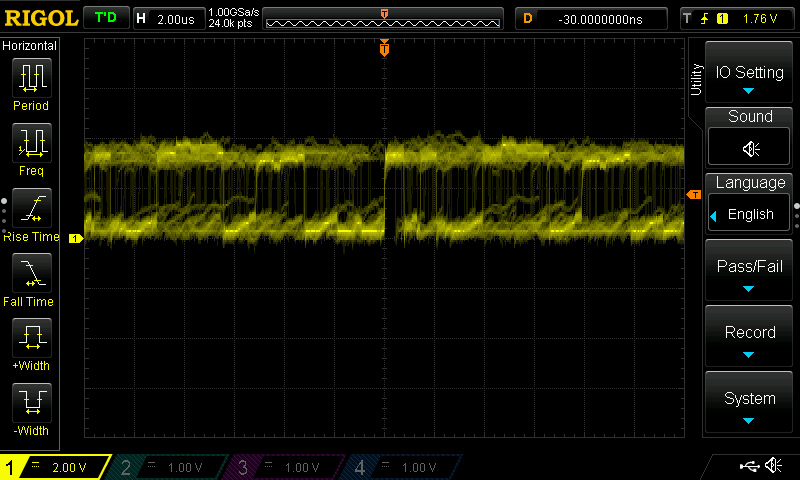 RIGOL T'D H 2.00us 1.00GSa/s 24.0k pts T D -30.0000000ns T 1 1.76 V
Horizontal
Period
Freq
Rise Time
Fall Time
+Width
-Width
T
T
1
Utility
IO Setting
Sound
Language
English
Pass/Fail
Record
System
1 2.00 V 2 1.00 V 3 1.00 V 4 1.00 V